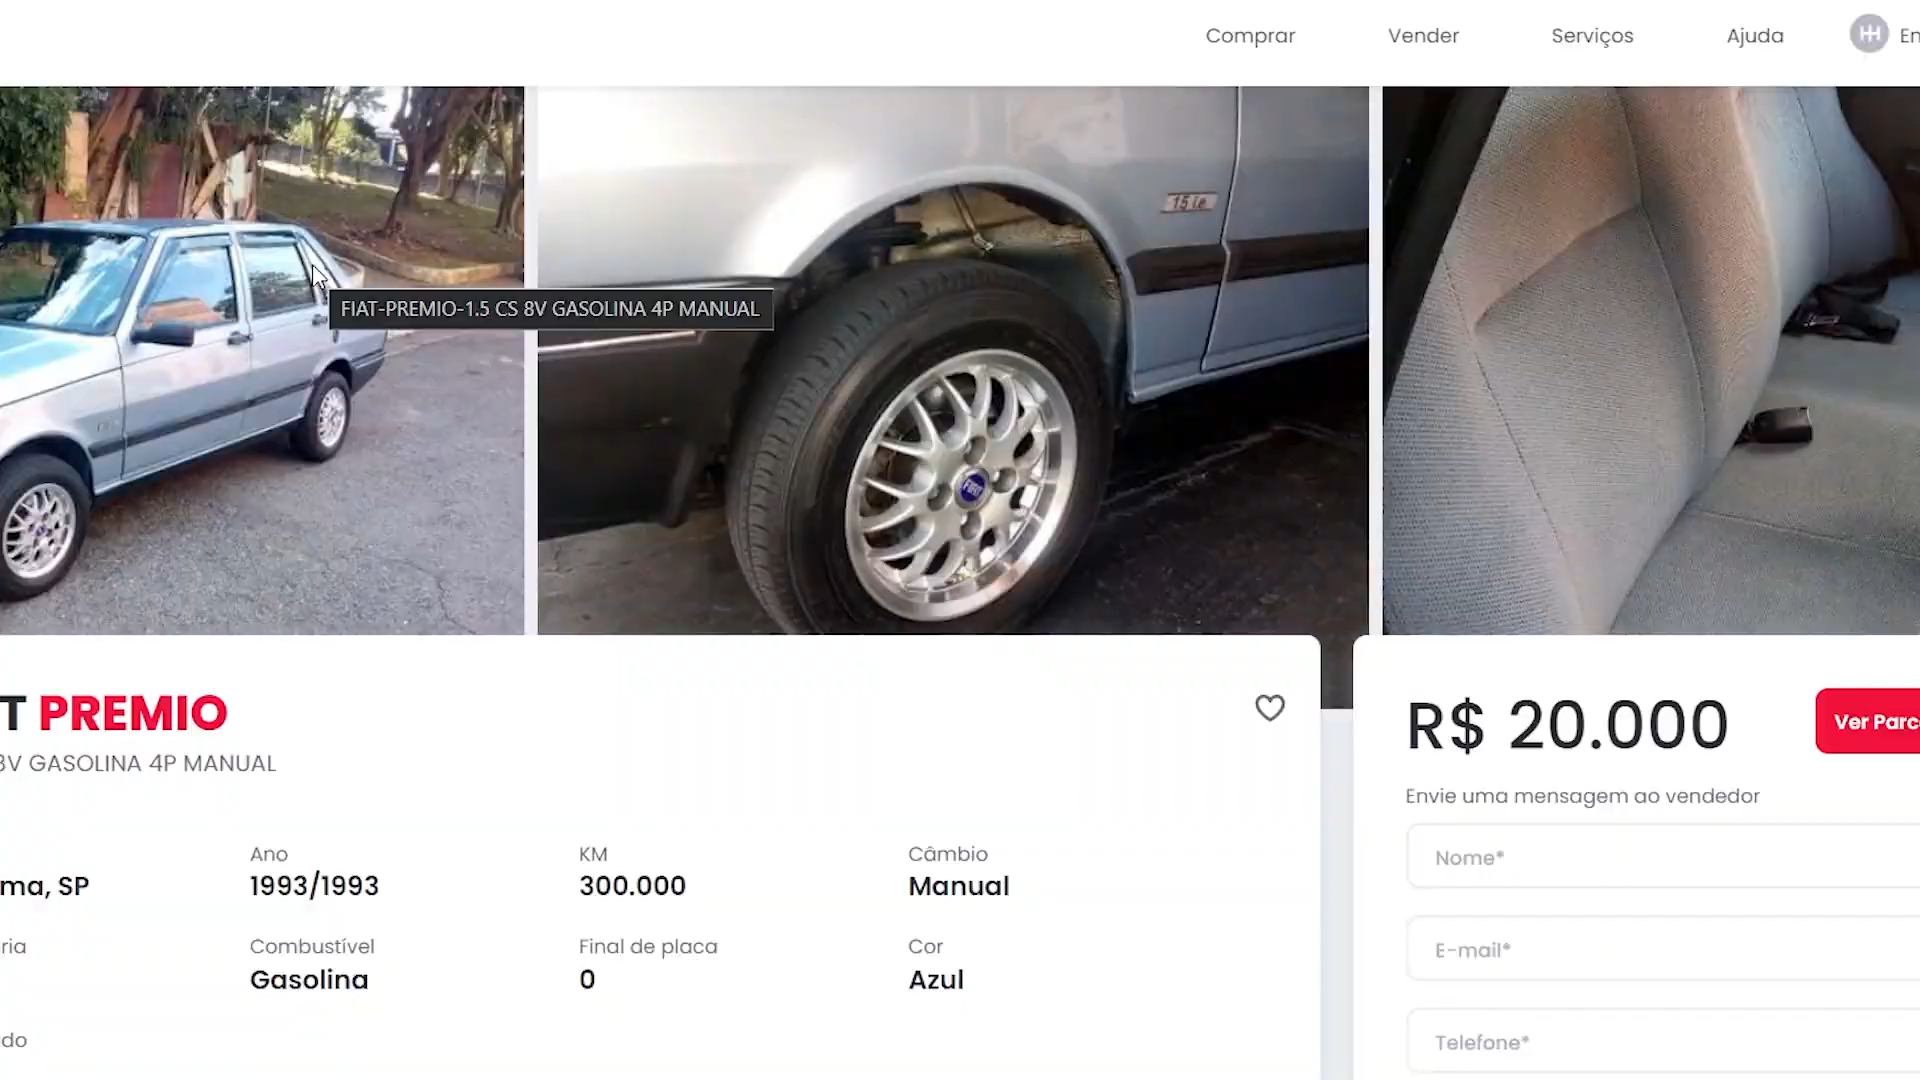 Comprar
Vender
Serviços
Ajuda
En
1.5 i.e.
FIAT-PREMIO-1.5 CS 8V GASOLINA 4P MANUAL
FIAT
T PREMIO
8V GASOLINA 4P MANUAL
R$ 20.000
Ver Parc
Envie uma mensagem ao vendedor
Nome*
E-mail*
Telefone*
ma, SP
Ano
1993/1993
KM
300.000
Câmbio
Manual
ria
Combustível
Gasolina
Final de placa
0
Cor
Azul
do